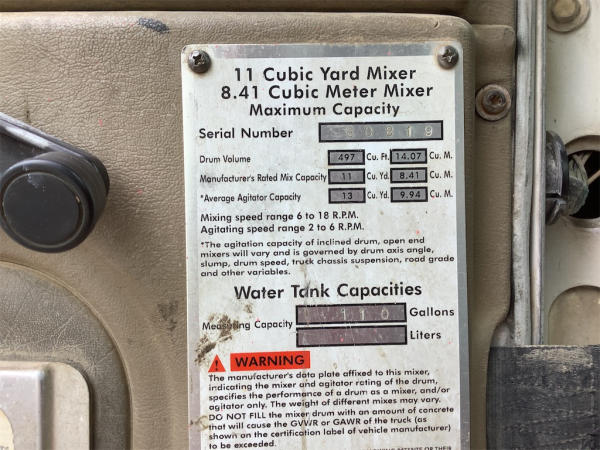 11 Cubic Yard Mixer
8.41 Cubic Meter Mixer
Maximum Capacity
Serial Number 60819
Drum Volume 497 Cu. Ft. 14.07 Cu. M.
Manufacturer's Rated Mix Capacity 11 Cu. Yd. 8.41 Cu. M.
*Average Agitator Capacity 13 Cu. Yd. 9.94 Cu. M.
Mixing speed range 6 to 18 R.P.M.
Agitating speed range 2 to 6 R.P.M.
*The agitation capacity of inclined drum, open end
mixers will vary and is governed by drum axis angle,
slump, drum speed, truck chassis suspension, road grade
and other variables.
Water Tank Capacities
Measuring Capacity 110 Gallons
Liters
WARNING
The manufacturer's data plate affixed to this mixer,
indicating the mixer and agitator rating of the drum,
specifies the performance of a drum as a mixer, and/or
agitator only. The weight of different mixes may vary.
DO NOT FILL the mixer drum with an amount of concrete
that will cause the GVWR or GAWR of the truck (as
shown on the certification label of vehicle manufacturer)
to be exceeded.